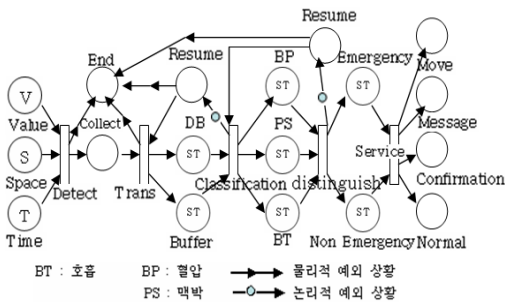 Resume
End
Resume
BP
Emergency
V
ST
ST
Move
Value
Collect
DB
PS
Message
S
ST
ST
Service
Space
Detect
Trans
Classification
distinguish
Confirmation
T
ST
ST
ST
Time
Buffer
BT
Non Emergency
Normal
BT : 호흡
BP : 혈압
물리적 예외 상황
PS : 맥박
논리적 예외 상황